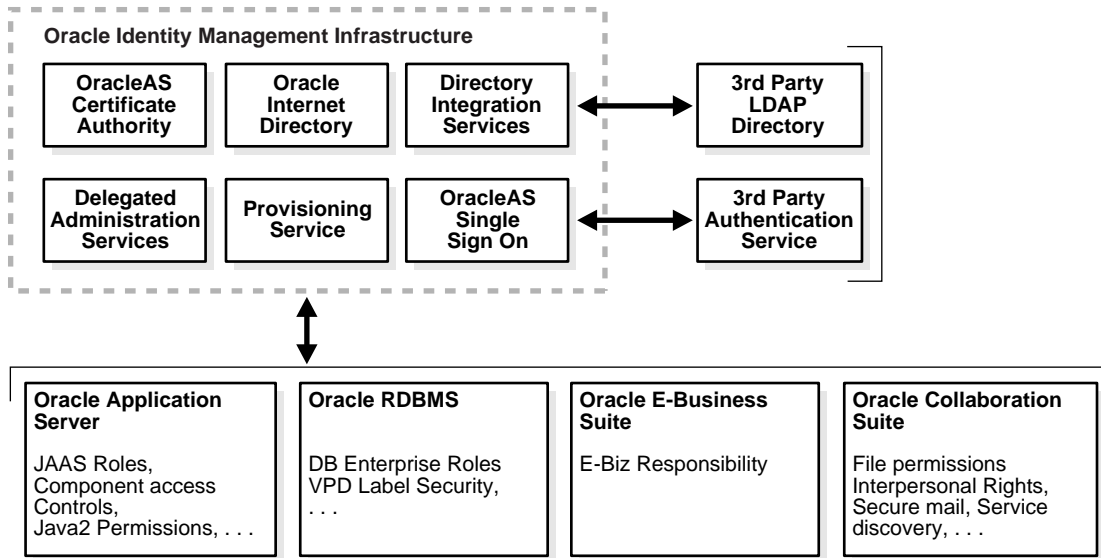 Oracle Identity Management Infrastructure
OracleAS
Certificate
Authority
Oracle
Internet
Directory
Directory
Integration
Services
3rd Party
LDAP
Directory
Delegated
Administration
Services
Provisioning
Service
OracleAS
Single
Sign On
3rd Party
Authentication
Service
Oracle Application
Server
JAAS Roles,
Component access
Controls,
Java2 Permissions, . . .
Oracle RDBMS
DB Enterprise Roles
VPD Label Security,
. . .
Oracle E-Business
Suite
E-Biz Responsibility
Oracle Collaboration
Suite
File permissions
Interpersonal Rights,
Secure mail, Service
discovery, . . .